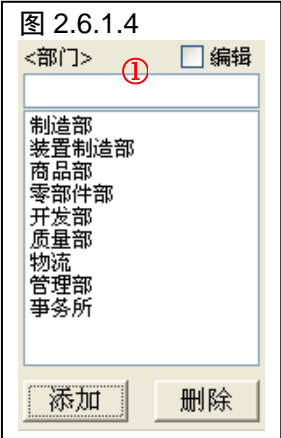 图 2.6.1.4
<部门> ① 编辑
制造部
装置制造部
商品部
零部件部
开发部
质量部
物流
管理部
事务所
添加 删除